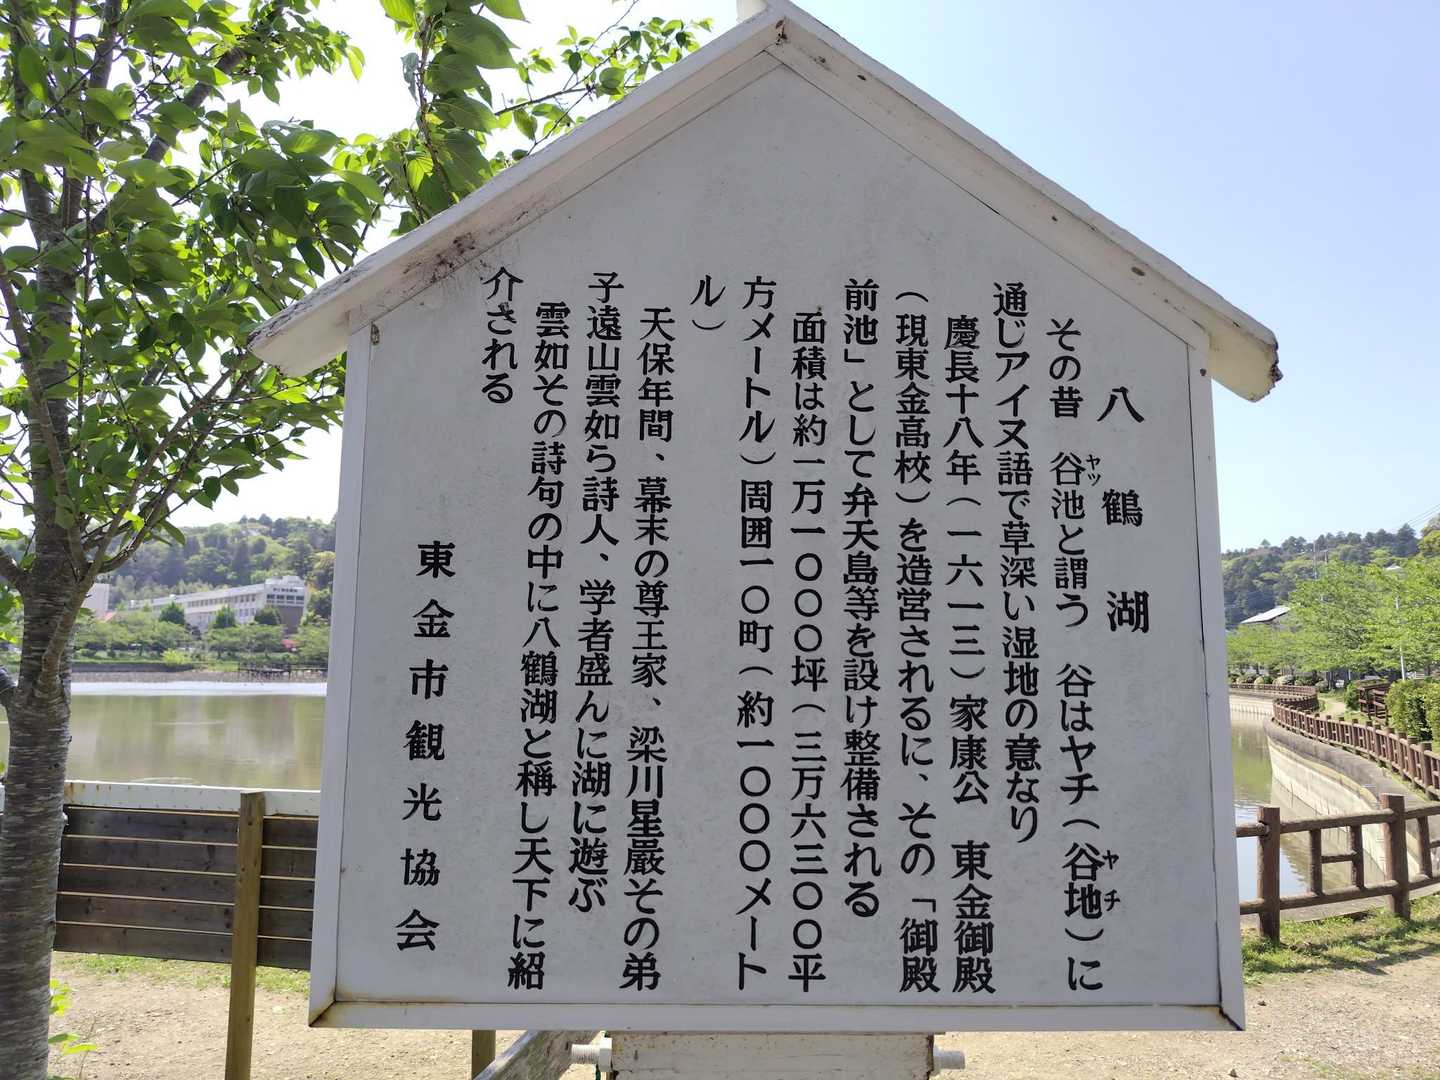 八鶴湖
その昔 谷池と謂う 谷はヤチ（谷地）に
ヤツ
ヤチ
通じアイヌ語で草深い湿地の意なり
慶長十八年（一六一三）家康公 東金御殿
（現東金高校）を造営されるに、その「御殿
前池」として弁天島等を設け整備される
面積は約一万一〇〇〇坪（三万六三〇〇平
方メートル）周囲一〇町（約一〇〇〇メート
ル）
天保年間、幕末の尊王家、梁川星巌その弟
子遠山雲如ら詩人、学者盛んに湖に遊ぶ
雲如その詩句の中に八鶴湖と稱し天下に紹
介される
東金市観光協会